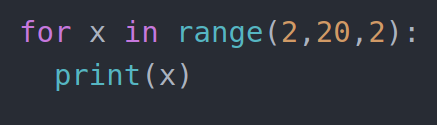 for x in range(2,20,2):
  print(x)